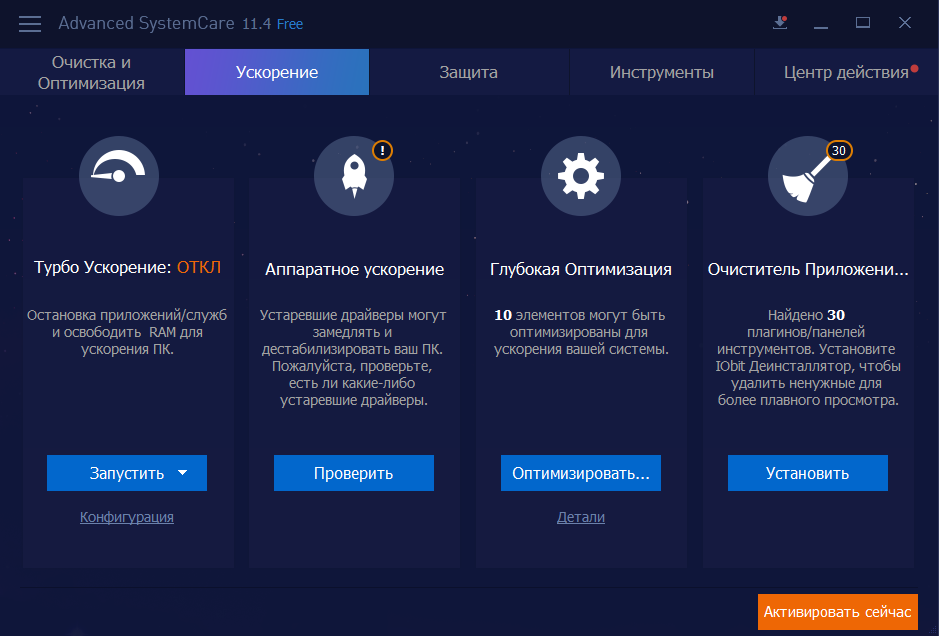 Advanced SystemCare 11.4 Free
Очистка и
Оптимизация
Ускорение
Защита
Инструменты
Центр действия
!
30
Турбо Ускорение: ОТКЛ
Остановка приложений/служб
и освободить RAM для
ускорения ПК.
Запустить
Конфигурация
Аппаратное ускорение
Устаревшие драйверы могут
замедлять и
дестабилизировать ваш ПК.
Пожалуйста, проверьте,
есть ли какие-либо
устаревшие драйверы.
Проверить
Глубокая Оптимизация
10 элементов могут быть
оптимизированы для
ускорения вашей системы.
Оптимизировать...
Детали
Очиститель Приложени...
Найдено 30
плагинов/панелей
инструментов. Установите
IObit Деинсталлятор, чтобы
удалить ненужные для
более плавного просмотра.
Установить
Активировать сейчас